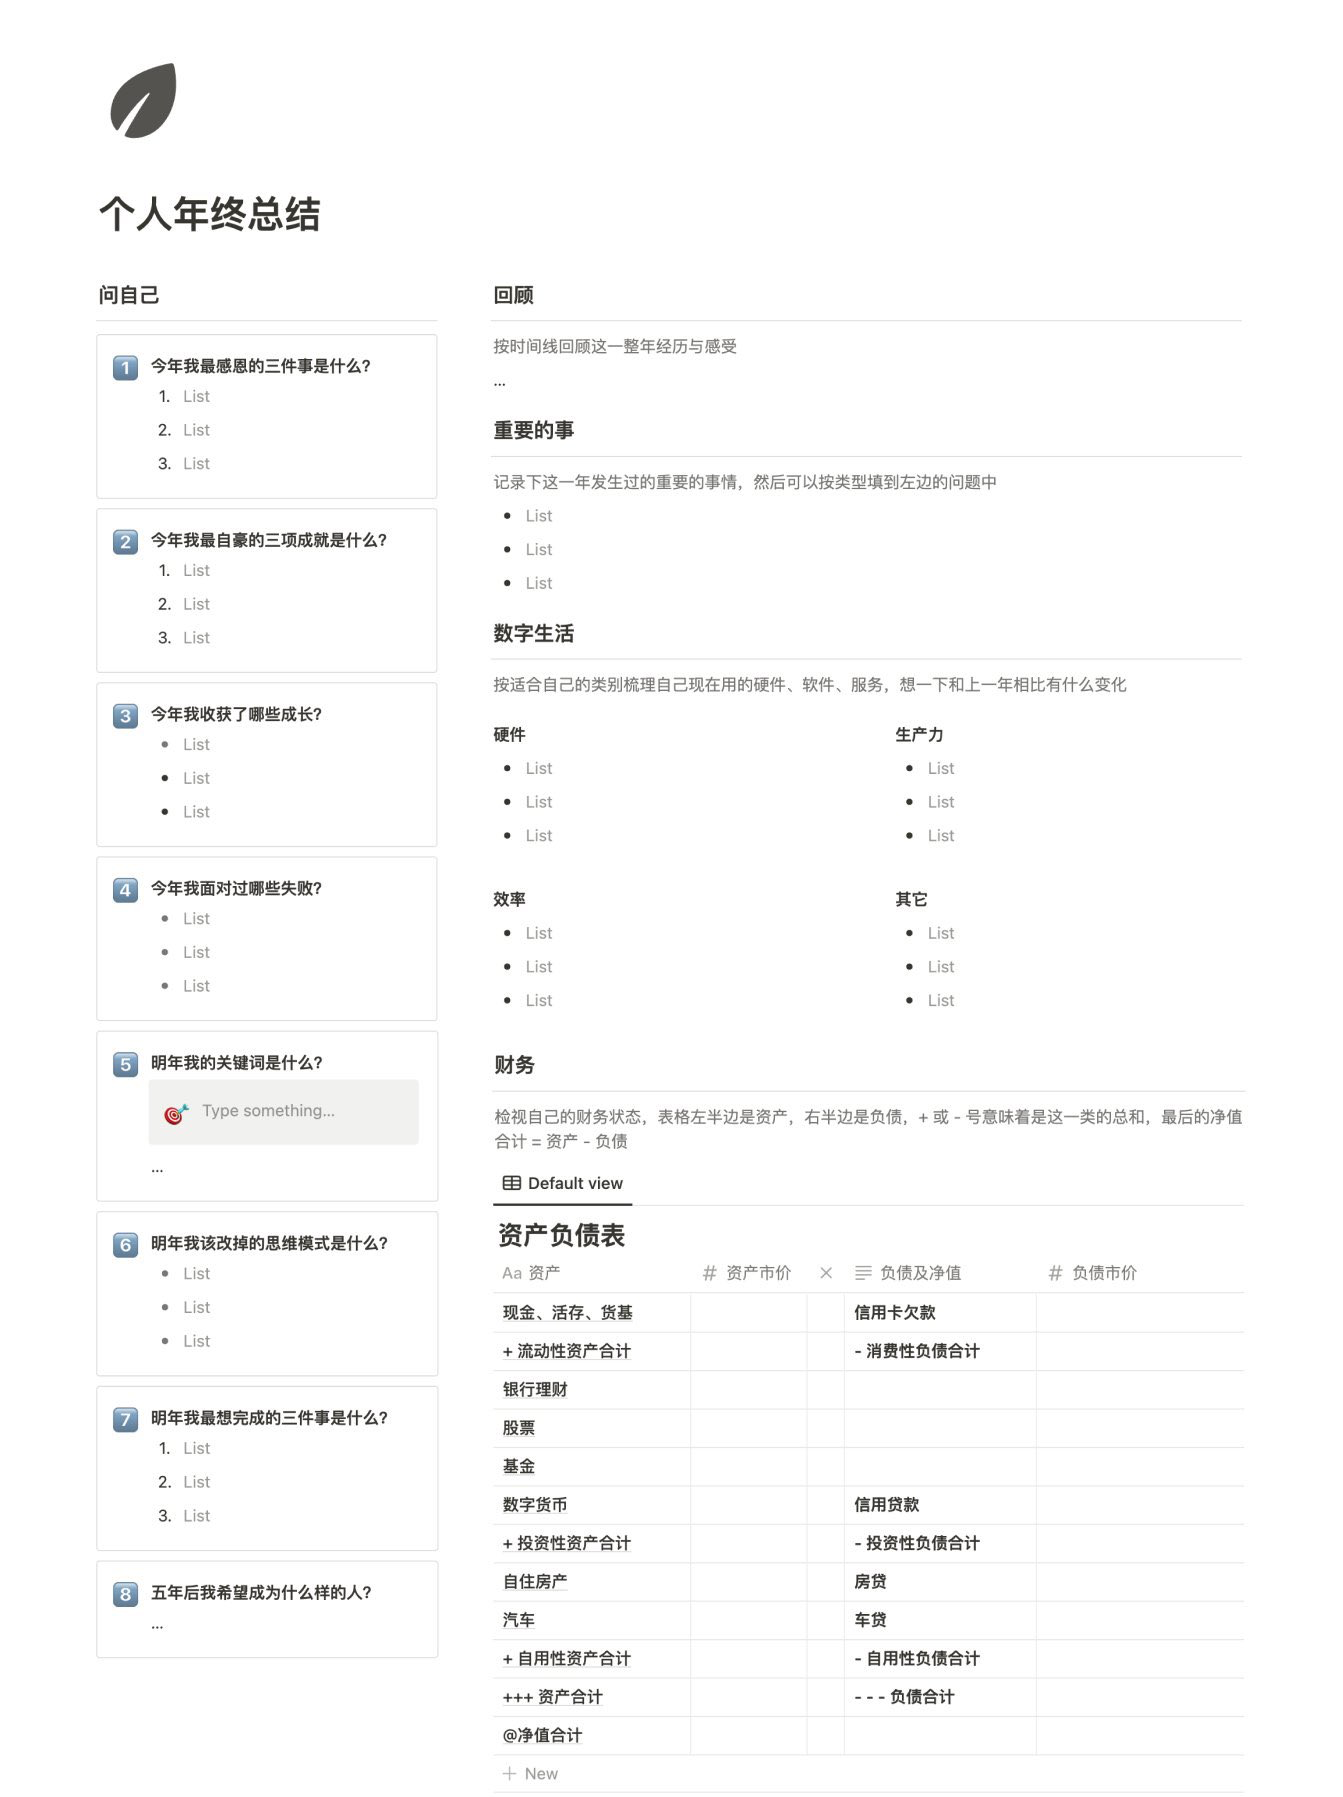 个人年终总结
问自己
1 今年我最感恩的三件事是什么?
1. List
2. List
3. List
2 今年我最自豪的三项成就是什么?
1. List
2. List
3. List
3 今年我收获了哪些成长?
• List
• List
• List
4 今年我面对过哪些失败?
• List
• List
• List
5 明年我的关键词是什么?
Type something...
...
6 明年我该改掉的思维模式是什么?
• List
• List
• List
7 明年我最想完成的三件事是什么?
1. List
2. List
3. List
8 五年后我希望成为什么样的人?
...
回顾
按时间线回顾这一整年经历与感受
...
重要的事
记录下这一年发生过的重要的事情，然后可以按类型填到左边的问题中
• List
• List
• List
数字生活
按适合自己的类别梳理自己现在用的硬件、软件、服务，想一下和上一年相比有什么变化
硬件
• List
• List
• List
生产力
• List
• List
• List
效率
• List
• List
• List
其它
• List
• List
• List
财务
检视自己的财务状态，表格左半边是资产，右半边是负债，+ 或 - 号意味着是这一类的总和，最后的净值
合计 = 资产 - 负债
Default view
资产负债表
Aa 资产 # 资产市价 × 负债及净值 # 负债市价
现金、活存、货基 信用卡欠款
+ 流动性资产合计 - 消费性负债合计
银行理财
股票
基金
数字货币 信用贷款
+ 投资性资产合计 - 投资性负债合计
自住房产 房贷
汽车 车贷
+ 自用性资产合计 - 自用性负债合计
+++ 资产合计 - - - 负债合计
@净值合计
+ New